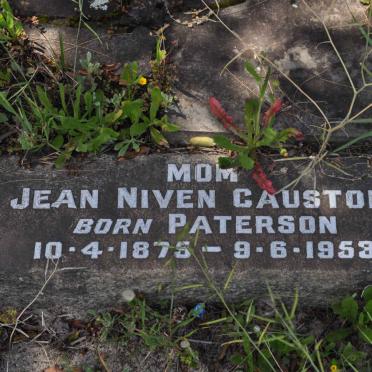 MOM
JEAN NIVEN CAUSTON
BORN PATERSON
10·4·1875 – 9·6·1953